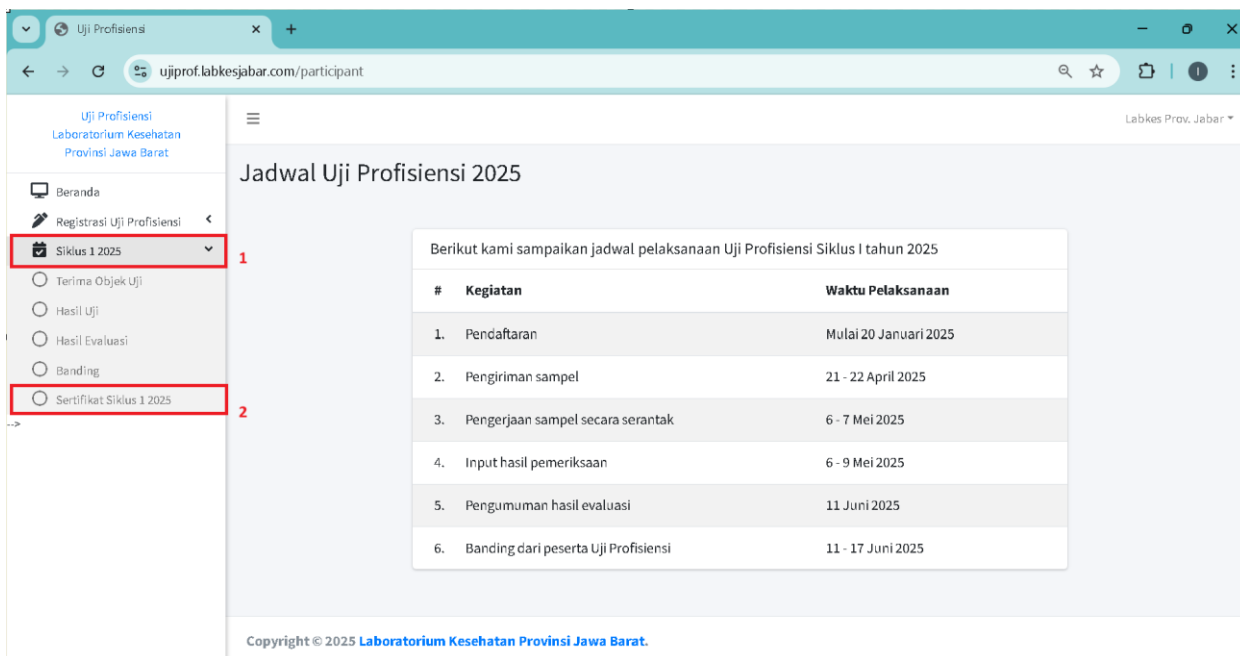 Uji Profisiensi
ujiprof.labkesjabar.com/participant
Uji Profisiensi
Laboratorium Kesehatan
Provinsi Jawa Barat
Labkes Prov. Jabar
Beranda
Registrasi Uji Profisiensi
Siklus 1 2025
1
Terima Objek Uji
Hasil Uji
Hasil Evaluasi
Banding
Sertifikat Siklus 1 2025
2
-->
Jadwal Uji Profisiensi 2025
Berikut kami sampaikan jadwal pelaksanaan Uji Profisiensi Siklus I tahun 2025
# Kegiatan Waktu Pelaksanaan
1. Pendaftaran Mulai 20 Januari 2025
2. Pengiriman sampel 21 - 22 April 2025
3. Pengerjaan sampel secara serantak 6 - 7 Mei 2025
4. Input hasil pemeriksaan 6 - 9 Mei 2025
5. Pengumuman hasil evaluasi 11 Juni 2025
6. Banding dari peserta Uji Profisiensi 11 - 17 Juni 2025
Copyright © 2025 Laboratorium Kesehatan Provinsi Jawa Barat.